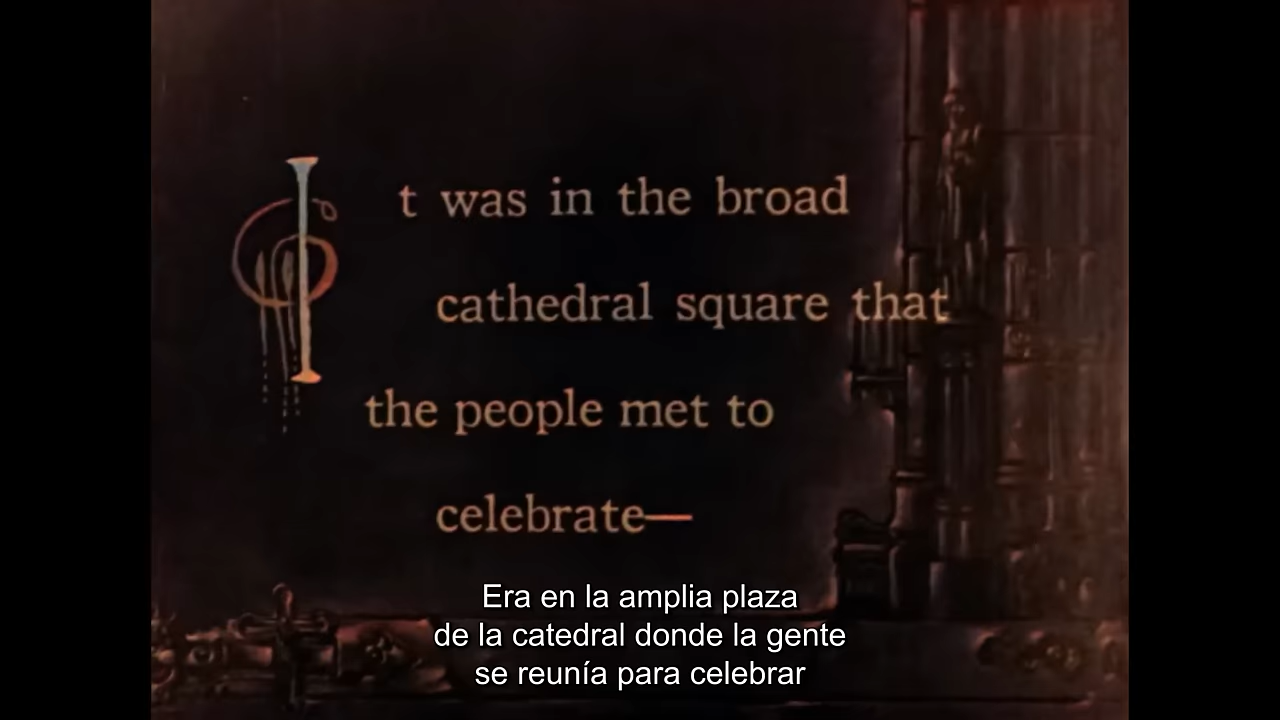 It was in the broad
cathedral square that
the people met to
celebrate—
Era en la amplia plaza
de la catedral donde la gente
se reunía para celebrar